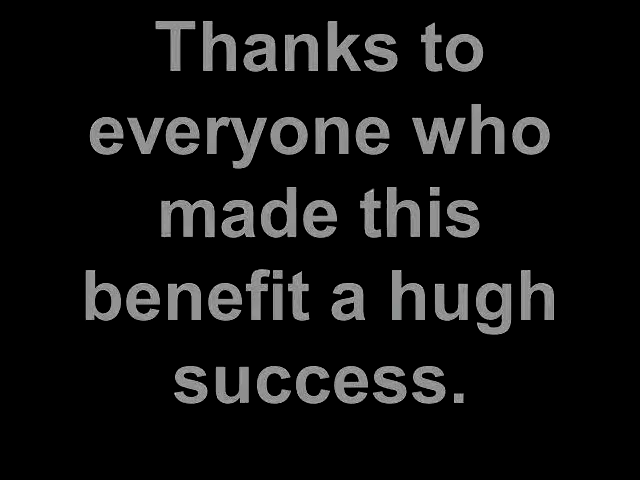 Thanks to
everyone who
made this
benefit a hugh
success.